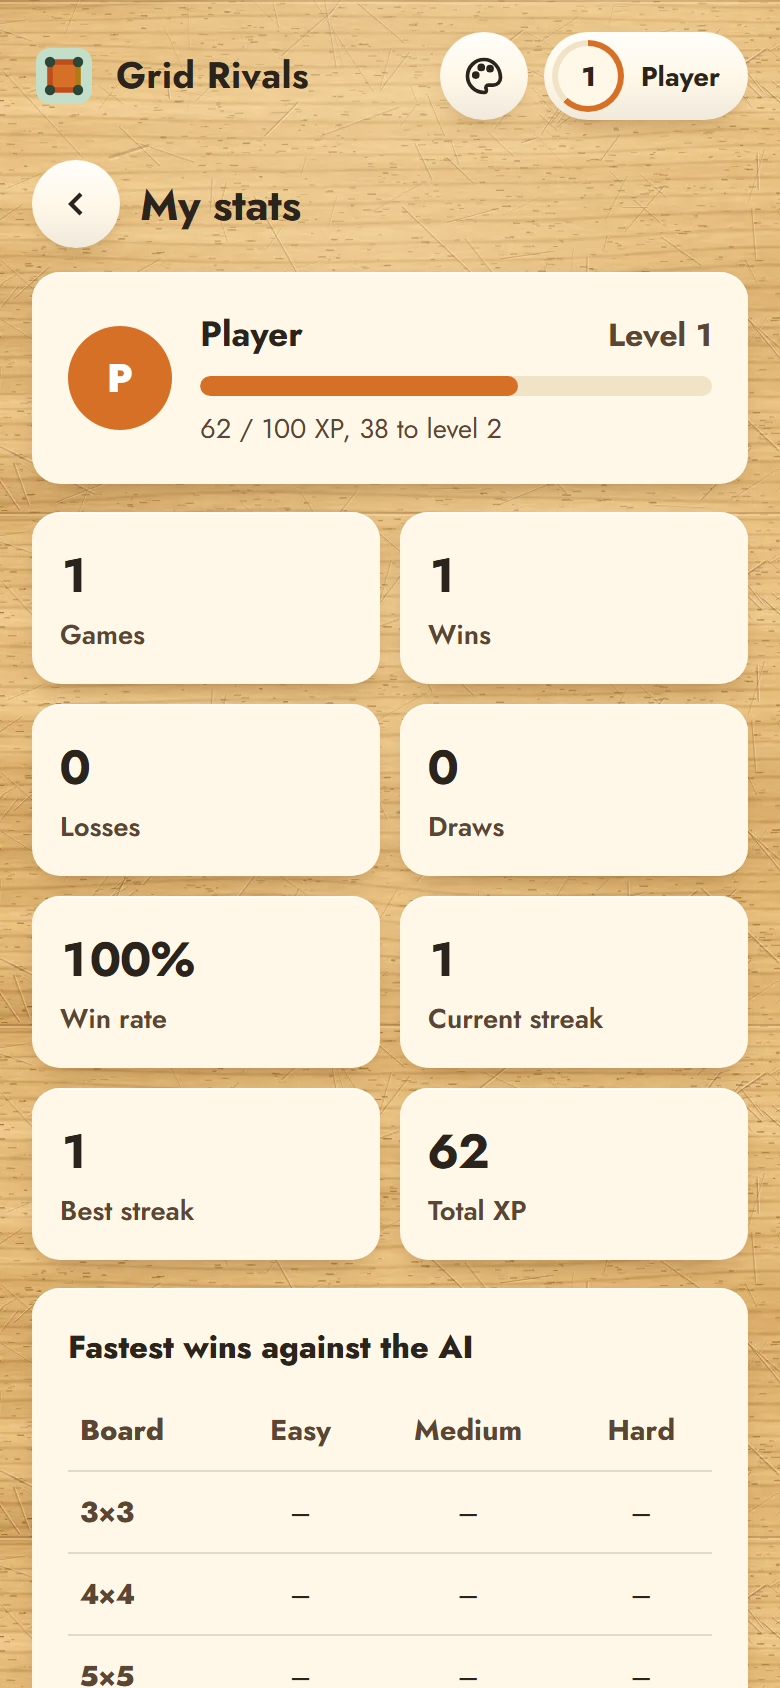 Grid Rivals
1 Player
My stats
P
Player Level 1
62 / 100 XP, 38 to level 2
1 1
Games Wins
0 0
Losses Draws
100% 1
Win rate Current streak
1 62
Best streak Total XP
Fastest wins against the AI
Board Easy Medium Hard
3×3 – – –
4×4 – – –
5×5 – – –